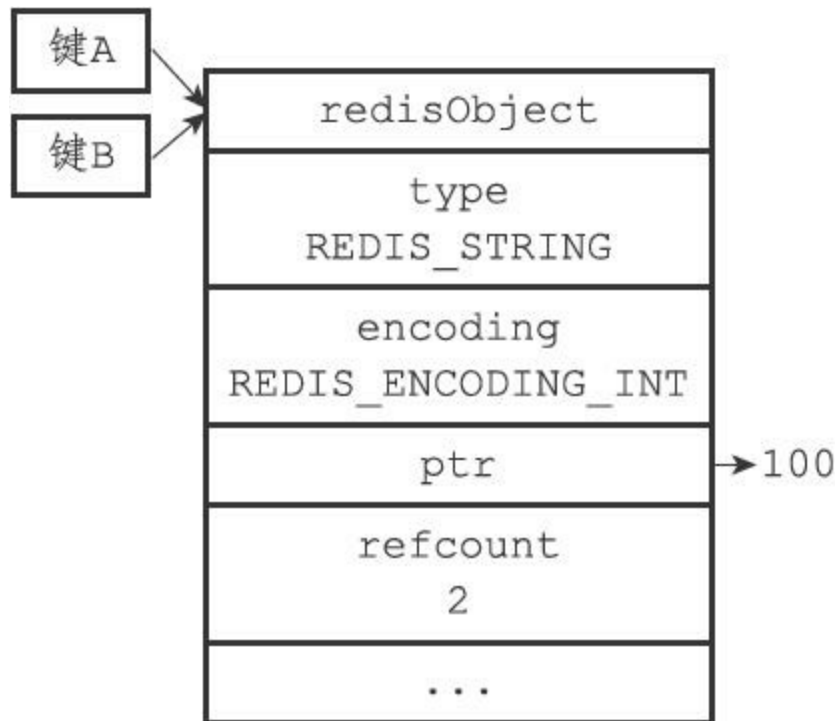 键A
键B
redisObject
type
REDIS_STRING
encoding
REDIS_ENCODING_INT
ptr
100
refcount
2
...